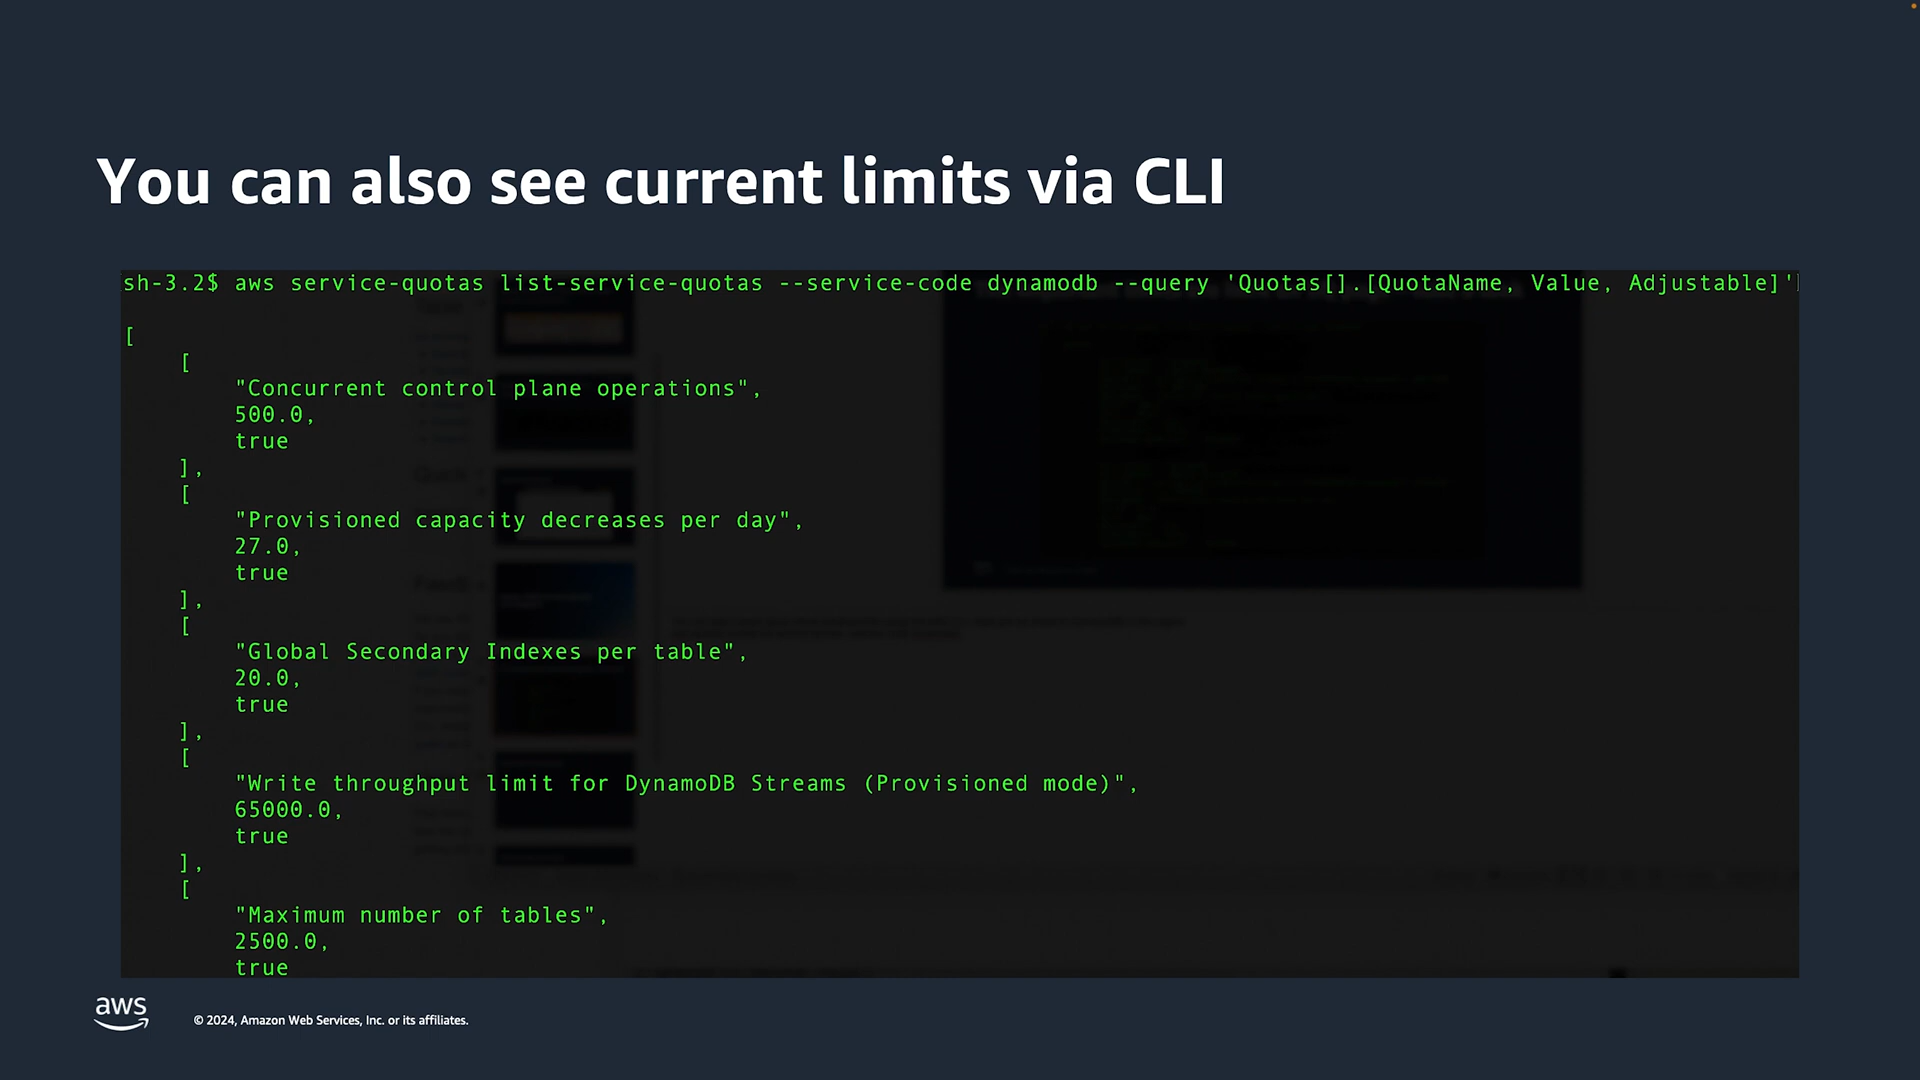 You can also see current limits via CLI
sh-3.2$ aws service-quotas list-service-quotas --service-code dynamodb --query 'Quotas[].[QuotaName, Value, Adjustable]'
[
[
"Concurrent control plane operations",
500.0,
true
],
[
"Provisioned capacity decreases per day",
27.0,
true
],
[
"Global Secondary Indexes per table",
20.0,
true
],
[
"Write throughput limit for DynamoDB Streams (Provisioned mode)",
65000.0,
true
],
[
"Maximum number of tables",
2500.0,
true
aws
© 2024, Amazon Web Services, Inc. or its affiliates.